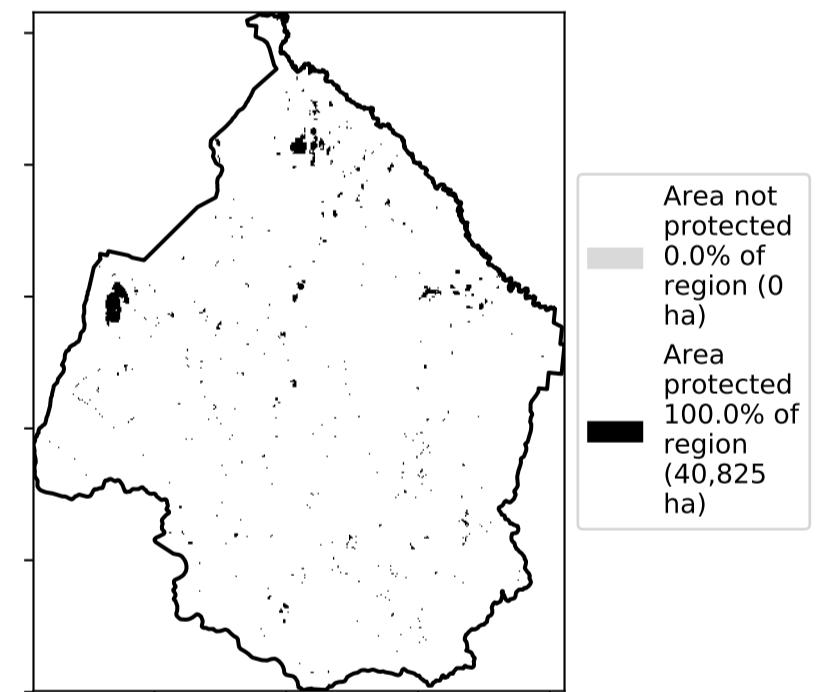 Area not
protected
0.0% of
region (0
ha)
Area
protected
100.0% of
region
(40,825
ha)